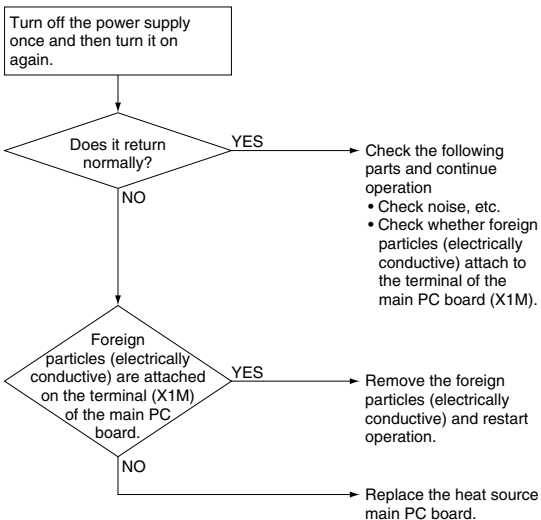 Turn off the power supply
once and then turn it on
again.
Does it return
normally?
YES
Check the following
parts and continue
operation
• Check noise, etc.
• Check whether foreign
particles (electrically
conductive) attach to
the terminal of the
main PC board (X1M).
NO
Foreign
particles (electrically
conductive) are attached
on the terminal (X1M)
of the main PC
board.
YES
Remove the foreign
particles (electrically
conductive) and restart
operation.
NO
Replace the heat source
main PC board.